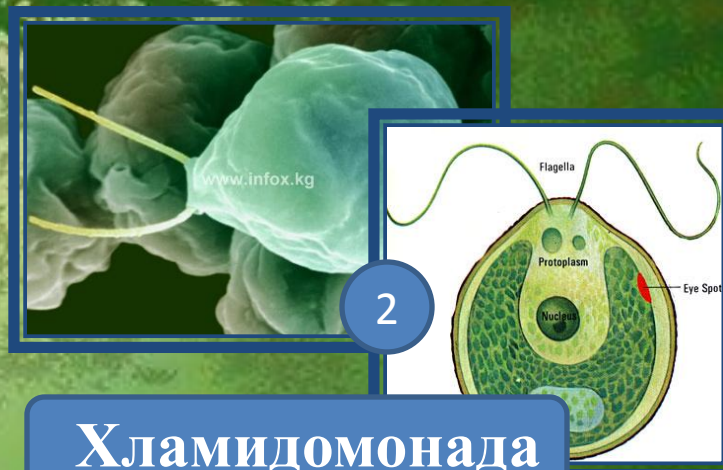 www.infox.kg
Flagella
Protoplasm
Eye Spot
Nucleus
2
Хламидомонада